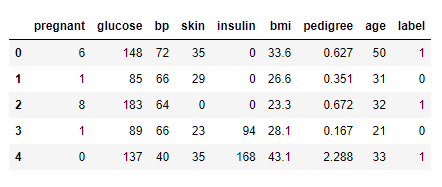 pregnant glucose bp skin insulin bmi pedigree age label
0 6 148 72 35 0 33.6 0.627 50 1
1 1 85 66 29 0 26.6 0.351 31 0
2 8 183 64 0 0 23.3 0.672 32 1
3 1 89 66 23 94 28.1 0.167 21 0
4 0 137 40 35 168 43.1 2.288 33 1